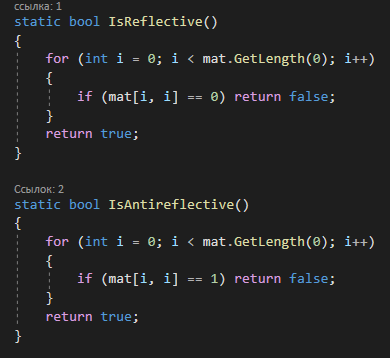 ссылка: 1
static bool IsReflective()
{
    for (int i = 0; i < mat.GetLength(0); i++)
    {
        if (mat[i, i] == 0) return false;
    }
    return true;
}
Ссылок: 2
static bool IsAntireflective()
{
    for (int i = 0; i < mat.GetLength(0); i++)
    {
        if (mat[i, i] == 1) return false;
    }
    return true;
}